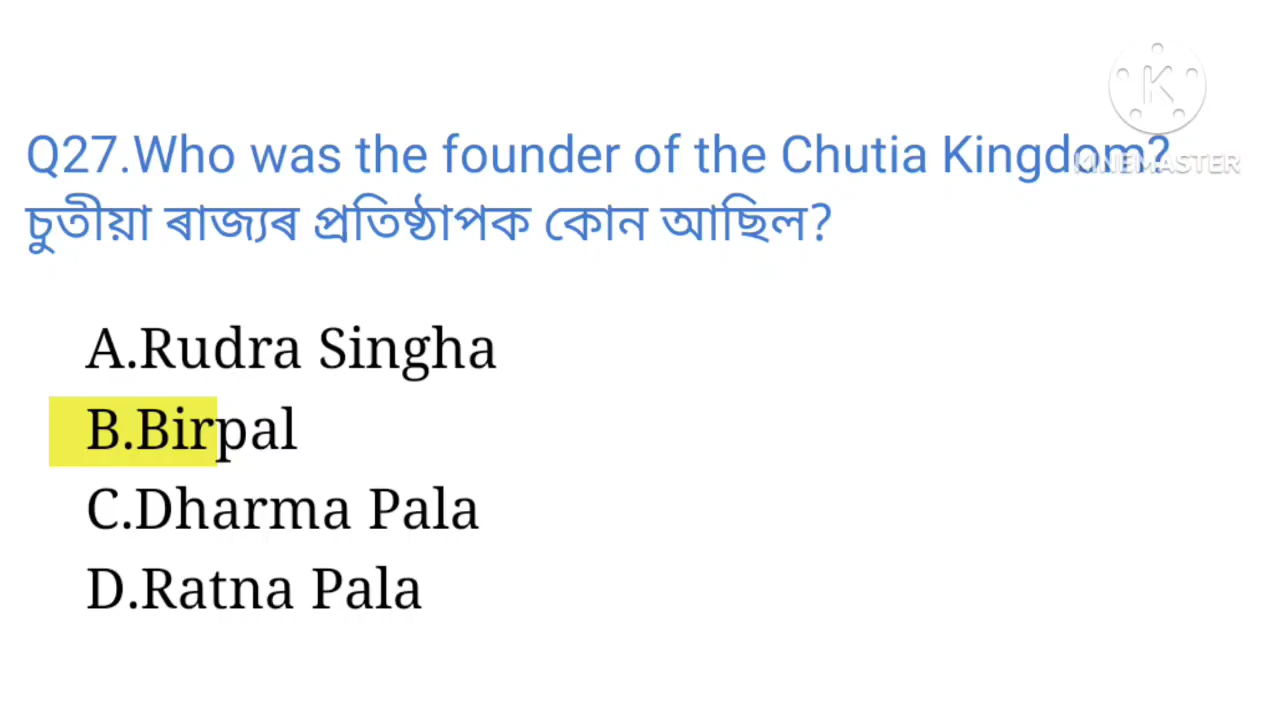 Q27.Who was the founder of the Chutia Kingdom?
KINEMASTER
চুতীয়া ৰাজ্যৰ প্ৰতিষ্ঠাপক কোন আছিল?
A.Rudra Singha
B.Birpal
C.Dharma Pala
D.Ratna Pala